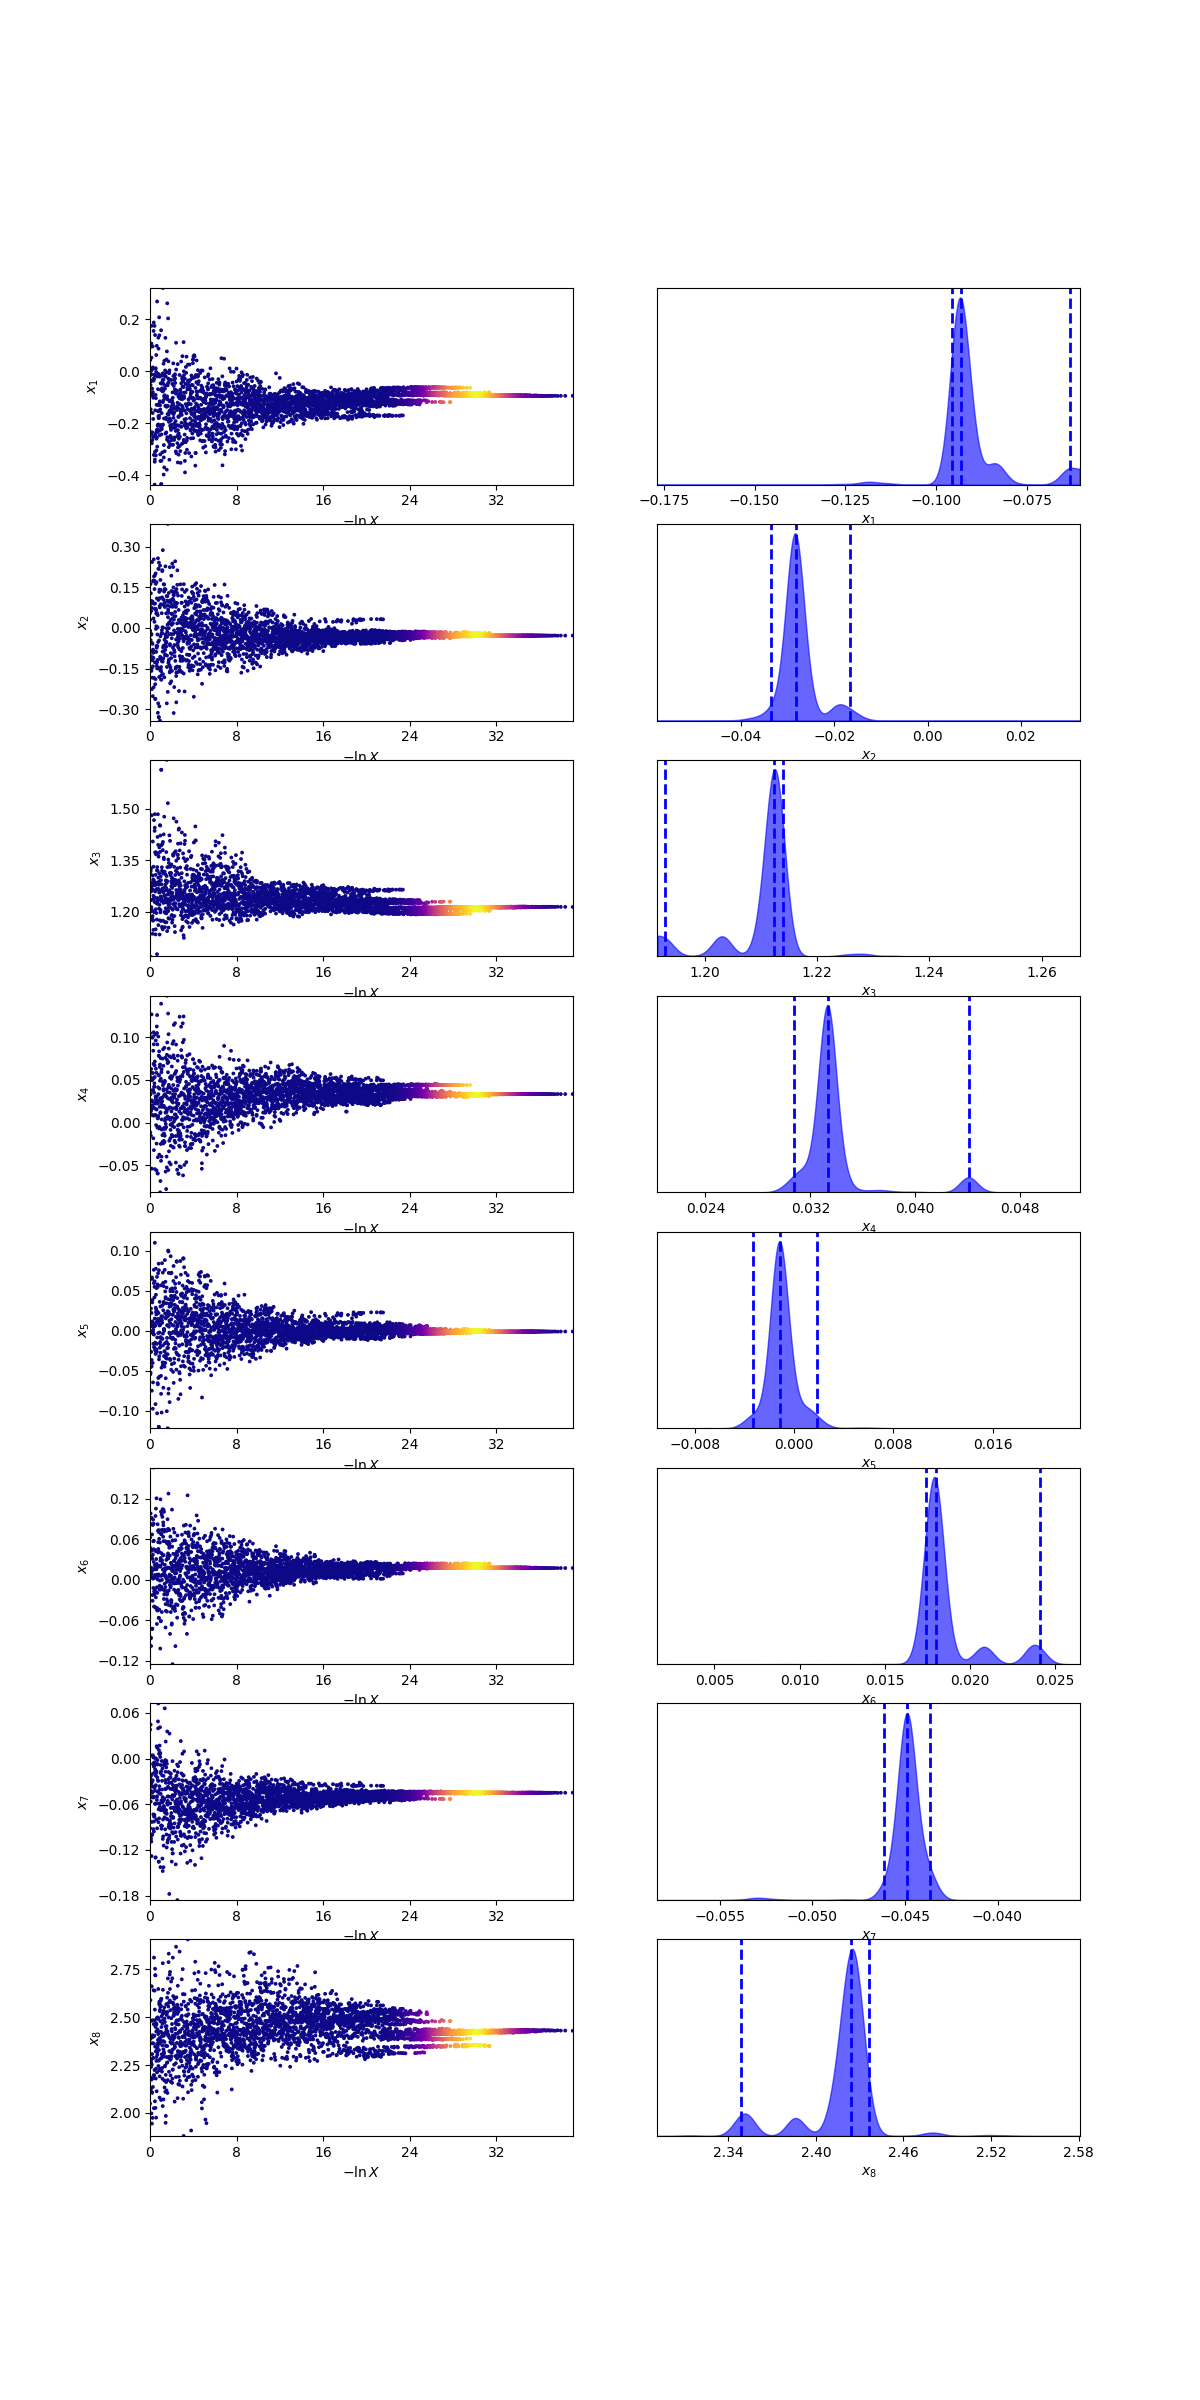 0.2
0.0
−0.2
−0.4
x₁
0 8 16 24 32
−ln X
−0.175 −0.150 −0.125 −0.100 −0.075
x₁
0.30
0.15
0.00
−0.15
−0.30
x₂
0 8 16 24 32
−ln X
−0.04 −0.02 0.00 0.02
x₂
1.50
1.35
1.20
x₃
0 8 16 24 32
−ln X
1.20 1.22 1.24 1.26
x₃
0.10
0.05
0.00
−0.05
x₄
0 8 16 24 32
−ln X
0.024 0.032 0.040 0.048
x₄
0.10
0.05
0.00
−0.05
−0.10
x₅
0 8 16 24 32
−ln X
−0.008 0.000 0.008 0.016
x₅
0.12
0.06
0.00
−0.06
−0.12
x₆
0 8 16 24 32
−ln X
0.005 0.010 0.015 0.020 0.025
x₆
0.06
0.00
−0.06
−0.12
−0.18
x₇
0 8 16 24 32
−ln X
−0.055 −0.050 −0.045 −0.040
x₇
2.75
2.50
2.25
2.00
x₈
0 8 16 24 32
−ln X
2.34 2.40 2.46 2.52 2.58
x₈